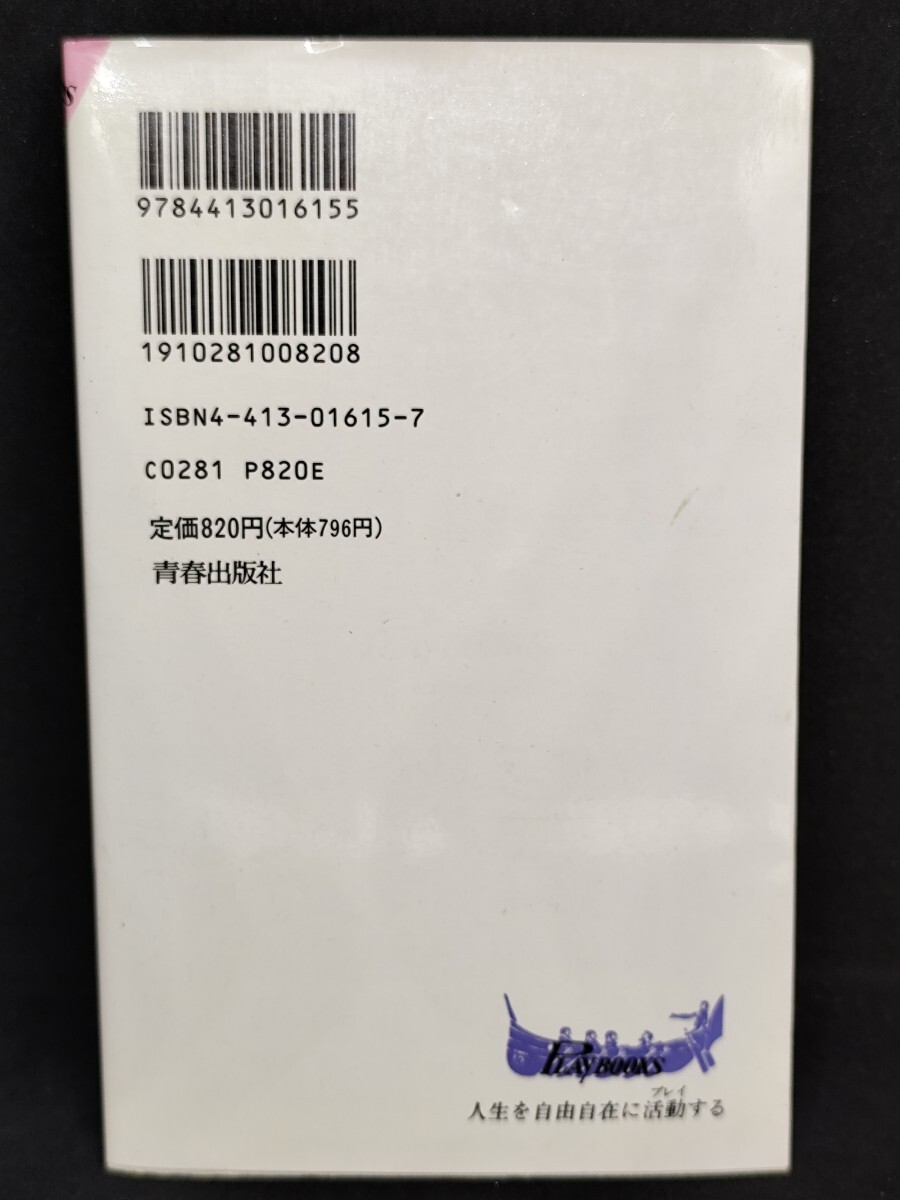 S
9784413016155
1910281008208
ISBN4-413-01615-7
C0281 P820E
定価820円(本体796円)
青春出版社
PLAY BOOKS
プレイ
人生を自由自在に活動する